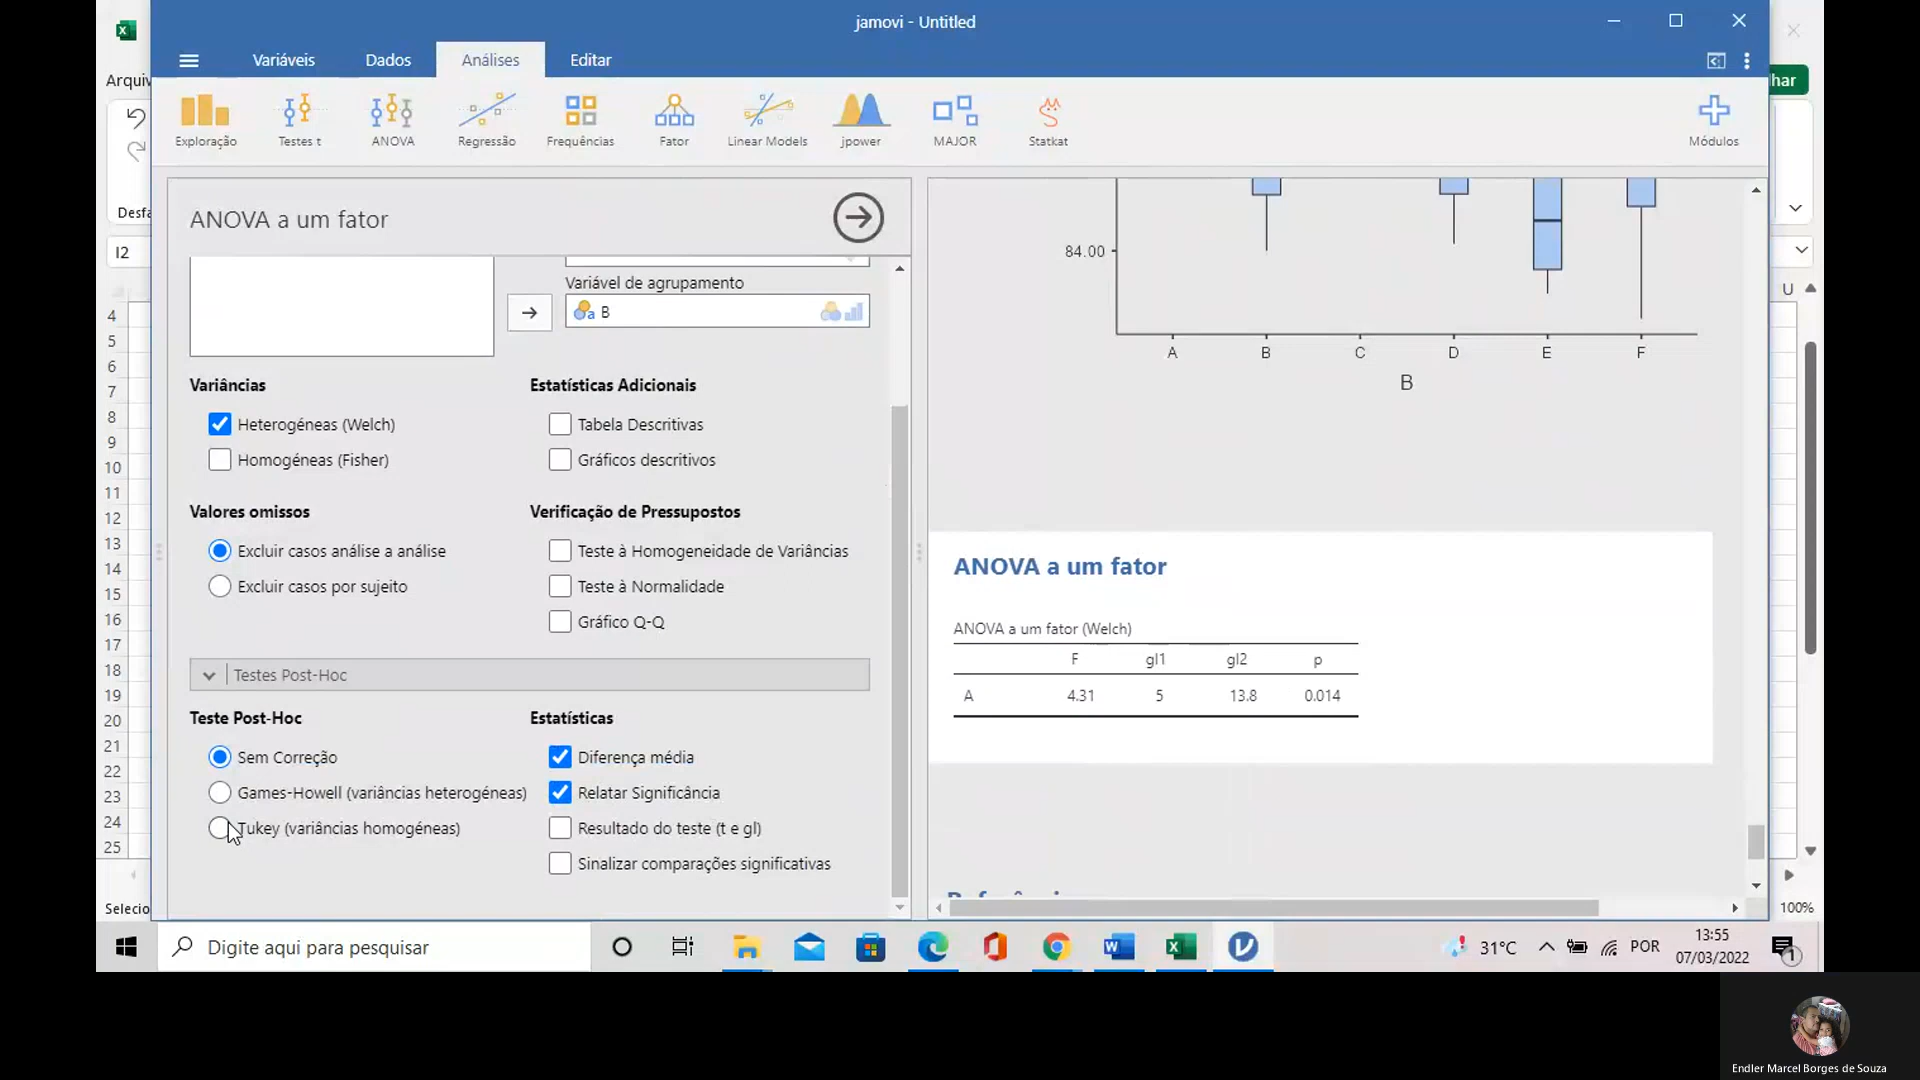 jamovi - Untitled
Arquiv
Variáveis
Dados
Análises
Editar
har
Exploração
Testes t
ANOVA
Regressão
Frequências
Fator
Linear Models
jpower
MAJOR
Statkat
Módulos
Desfa
I2
ANOVA a um fator
Variável de agrupamento
B
Variâncias
Heterogéneas (Welch)
Homogéneas (Fisher)
Estatísticas Adicionais
Tabela Descritivas
Gráficos descritivos
Valores omissos
Excluir casos análise a análise
Excluir casos por sujeito
Verificação de Pressupostos
Teste à Homogeneidade de Variâncias
Teste à Normalidade
Gráfico Q-Q
Testes Post-Hoc
Teste Post-Hoc
Sem Correção
Games-Howell (variâncias heterogéneas)
Tukey (variâncias homogéneas)
Estatísticas
Diferença média
Relatar Significância
Resultado do teste (t e gl)
Sinalizar comparações significativas
84.00
A B C D E F
B
ANOVA a um fator
ANOVA a um fator (Welch)
F gl1 gl2 p
A 4.31 5 13.8 0.014
U
4
5
6
7
8
9
10
11
12
13
14
15
16
17
18
19
20
21
22
23
24
25
Selecio
100%
Digite aqui para pesquisar
31°C
POR
13:55
07/03/2022
1
Endler Marcel Borges de Souza